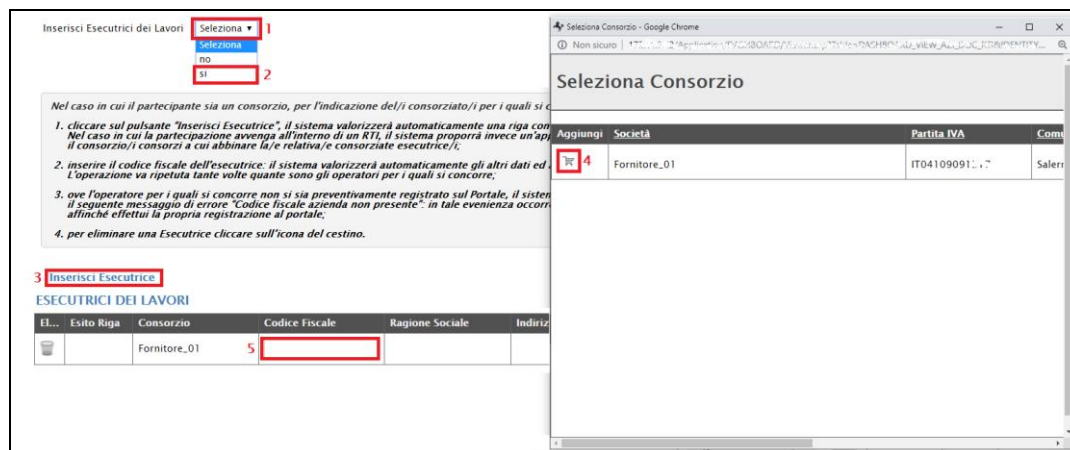 Inserisci Esecutrici dei Lavori Seleziona 1
Seleziona
no
si 2
Nel caso in cui il partecipante sia un consorzio, per l'indicazione del/i consorziato/i per i quali si c
1. cliccare sul pulsante "Inserisci Esecutrice", il sistema valorizzerà automaticamente una riga con
Nel caso in cui la partecipazione avvenga all'interno di un RTI, il sistema proporrà invece un'ap
il consorzio/i consorzi a cui abbinare la/e relativa/e consorziate esecutrice/i;
2. inserire il codice fiscale dell'esecutrice: il sistema valorizzerà automaticamente gli altri dati ed
L'operazione va ripetuta tante volte quante sono gli operatori per i quali si concorre;
3. ove l'operatore per i quali si concorre non si sia preventivamente registrato sul Portale, il sistem
il seguente messaggio di errore "Codice fiscale azienda non presente": in tale evenienza occorr
affinché effettui la propria registrazione al portale;
4. per eliminare una Esecutrice cliccare sull'icona del cestino.
3 Inserisci Esecutrice
ESECUTRICI DEI LAVORI
El... Esito Riga Consorzio Codice Fiscale Ragione Sociale Indiriz
Fornitore_01 5
Seleziona Consorzio - Google Chrome
Non sicuro
Seleziona Consorzio
Aggiungi Società Partita IVA Comu
4 Fornitore_01 IT04109091 Salern